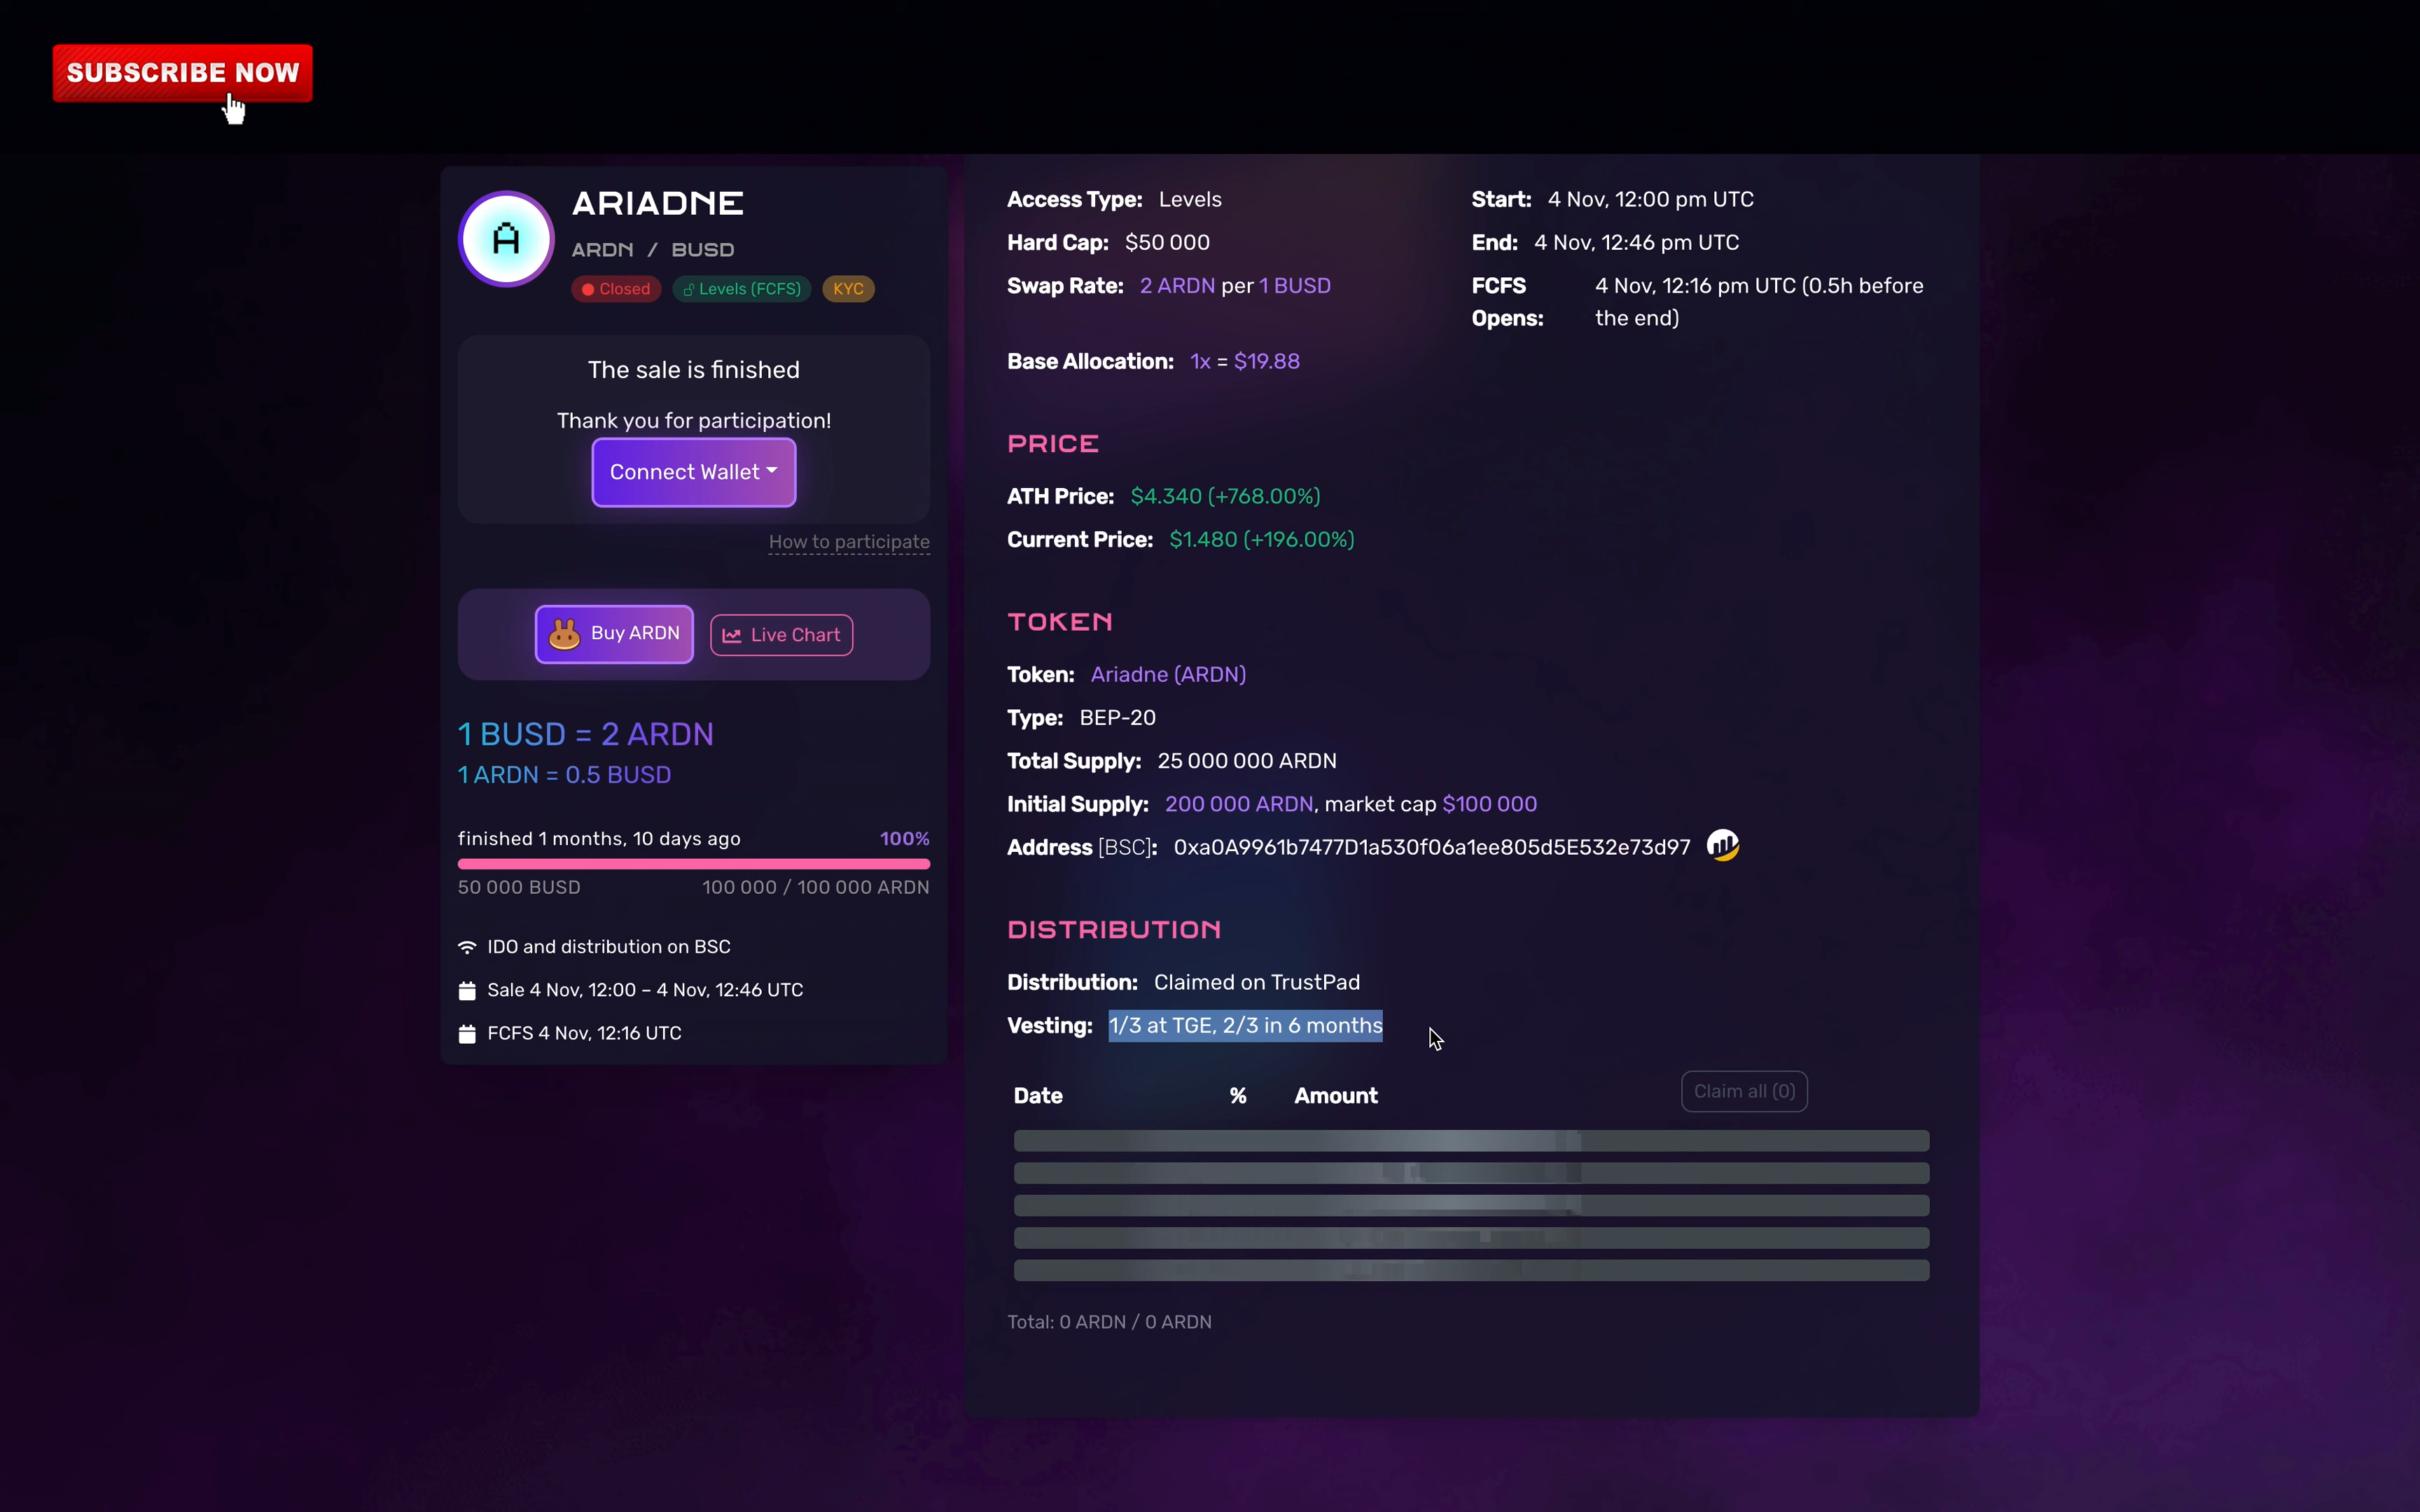 SUBSCRIBE NOW
ARIADNE
ARDN / BUSD
Closed
Levels (FCFS)
KYC
The sale is finished
Thank you for participation!
Connect Wallet
How to participate
Buy ARDN
Live Chart
1 BUSD = 2 ARDN
1 ARDN = 0.5 BUSD
finished 1 months, 10 days ago 100%
50 000 BUSD 100 000 / 100 000 ARDN
IDO and distribution on BSC
Sale 4 Nov, 12:00 – 4 Nov, 12:46 UTC
FCFS 4 Nov, 12:16 UTC
Access Type: Levels
Hard Cap: $50 000
Swap Rate: 2 ARDN per 1 BUSD
Base Allocation: 1x = $19.88
Start: 4 Nov, 12:00 pm UTC
End: 4 Nov, 12:46 pm UTC
FCFS Opens: 4 Nov, 12:16 pm UTC (0.5h before
the end)
PRICE
ATH Price: $4.340 (+768.00%)
Current Price: $1.480 (+196.00%)
TOKEN
Token: Ariadne (ARDN)
Type: BEP-20
Total Supply: 25 000 000 ARDN
Initial Supply: 200 000 ARDN, market cap $100 000
Address [BSC]: 0xa0A9961b7477D1a530f06a1ee805d5E532e73d97
DISTRIBUTION
Distribution: Claimed on TrustPad
Vesting: 1/3 at TGE, 2/3 in 6 months
Date % Amount Claim all (0)
Total: 0 ARDN / 0 ARDN